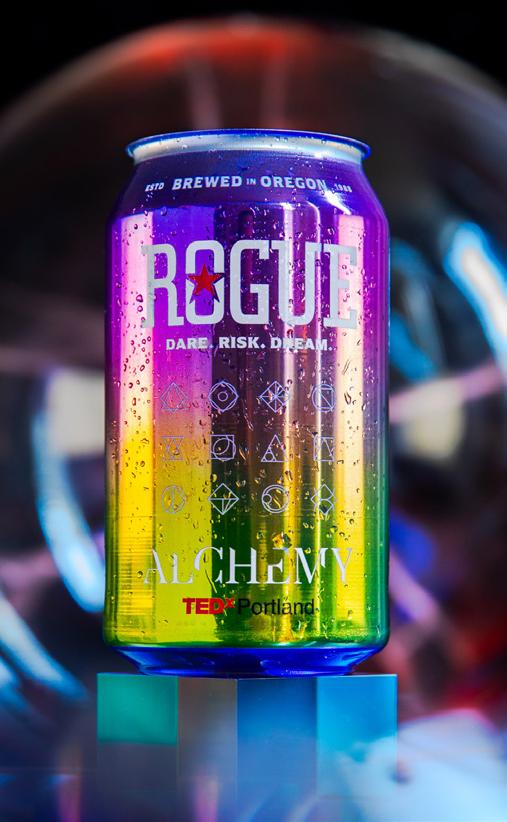 ESTD BREWED IN OREGON 1988
ROGUE
DARE. RISK. DREAM.
ALCHEMY
TEDxPortland